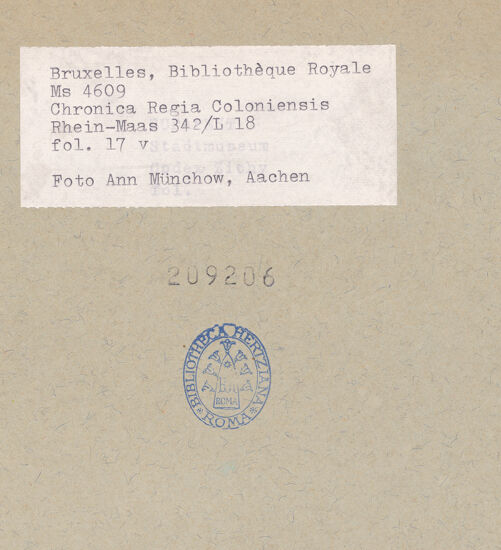 Bruxelles, Bibliothèque Royale
Ms 4609
Chronica Regia Coloniensis
Rhein-Maas 342/L 18
fol. 17 v
Foto Ann Münchow, Aachen
209206
BIBLIOTHECA HERTZIANA
ROMA
ROMA